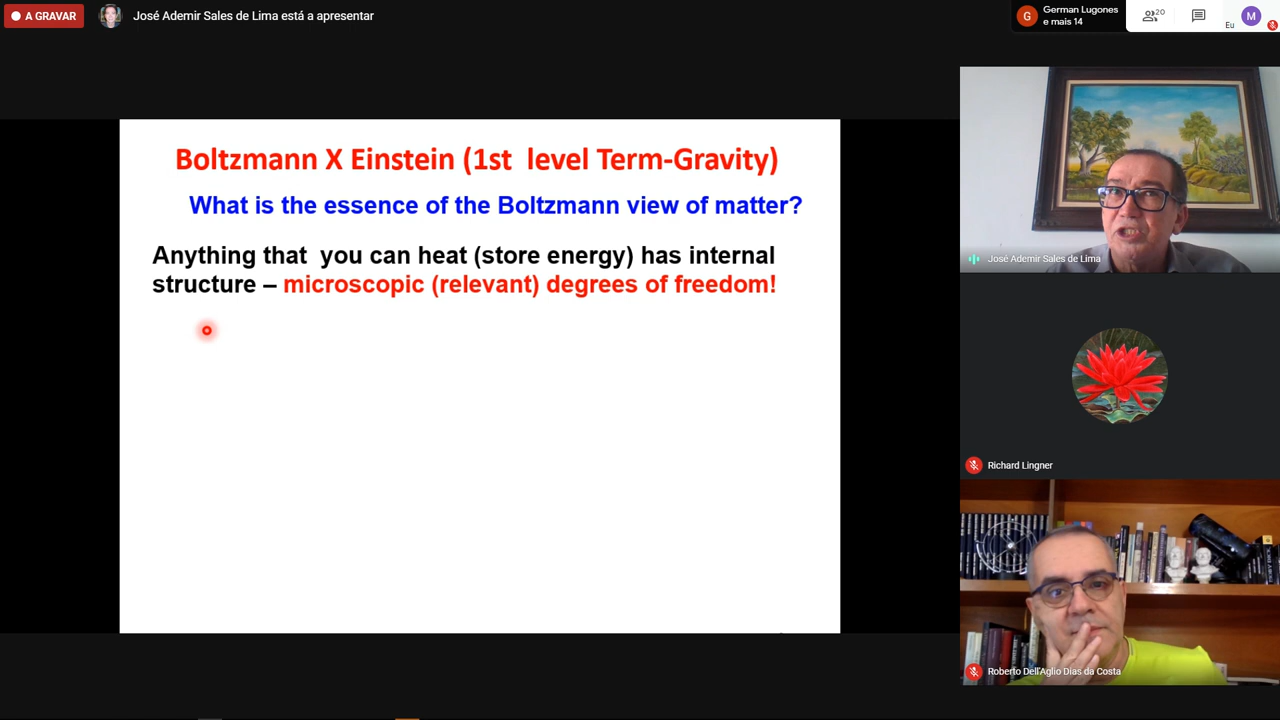 A GRAVAR
José Ademir Sales de Lima está a apresentar
G
German Lugones
e mais 14
20
Eu
M
Boltzmann X Einstein (1st level Term-Gravity)
What is the essence of the Boltzmann view of matter?
Anything that you can heat (store energy) has internal
structure – microscopic (relevant) degrees of freedom!
José Ademir Sales de Lima
Richard Lingner
Roberto Dell'Aglio Dias da Costa